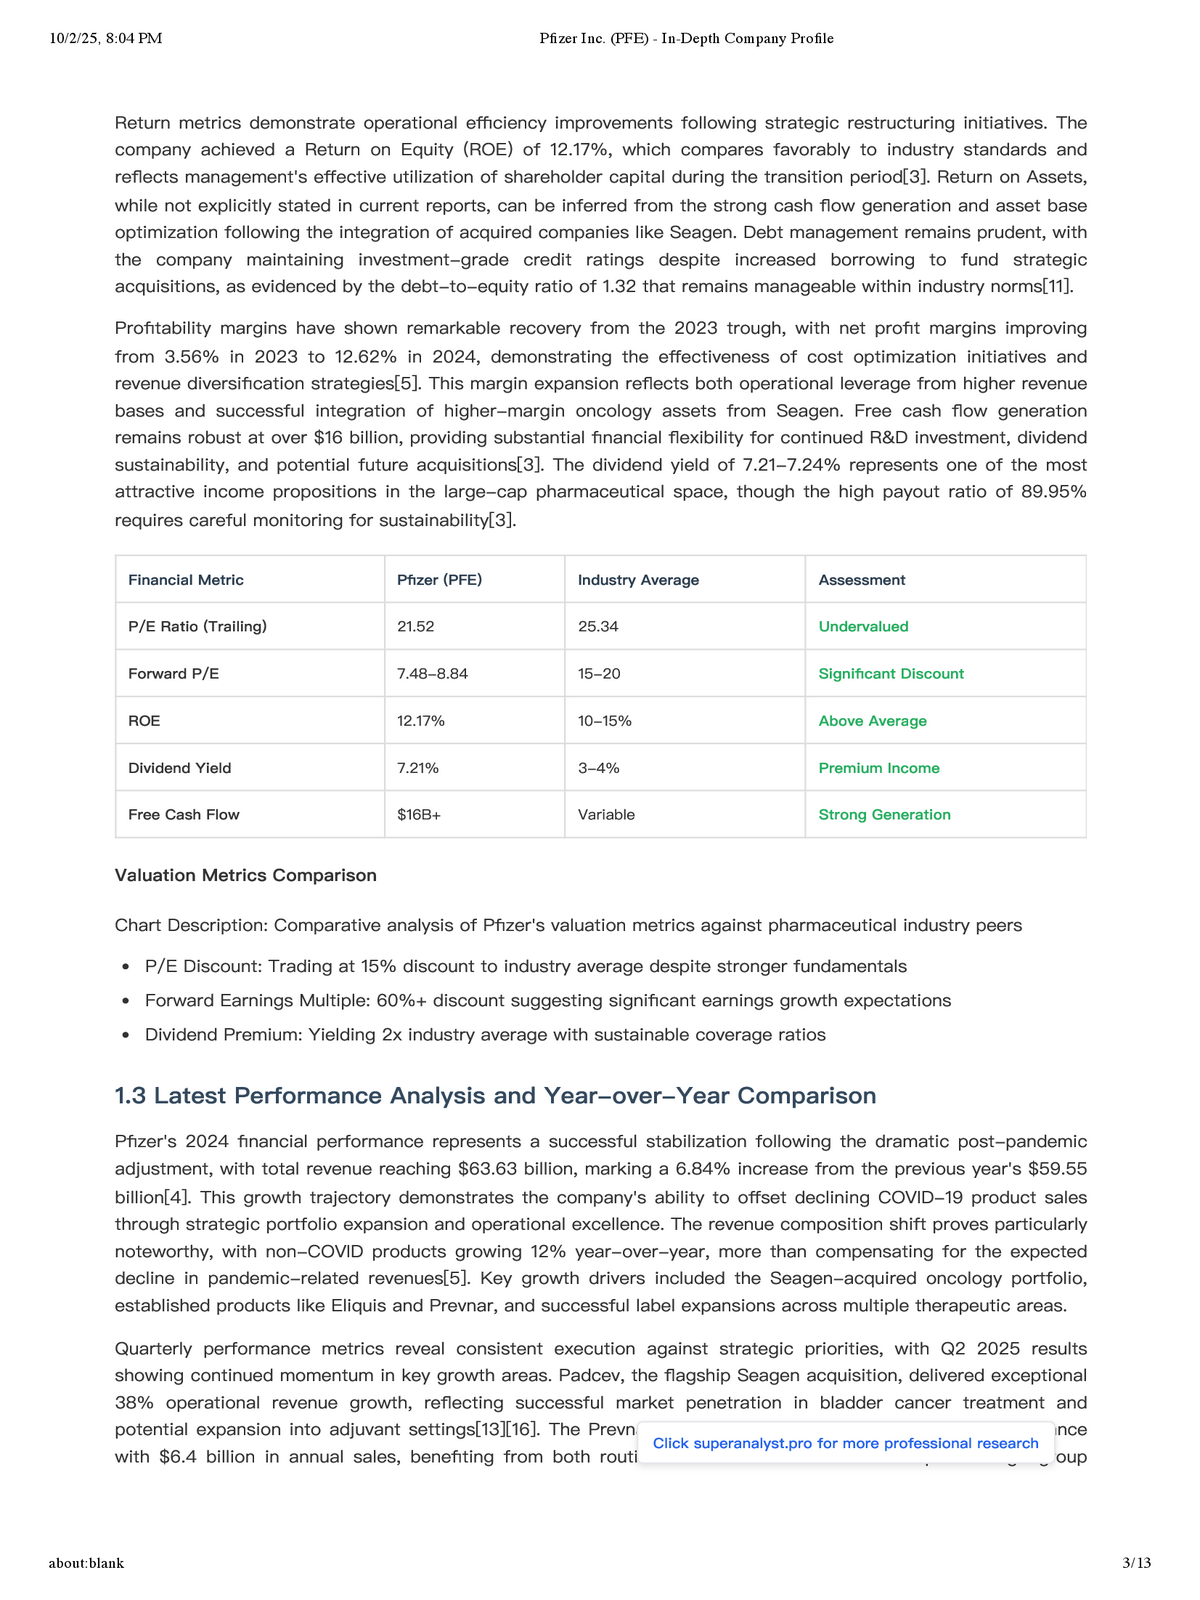 10/2/25, 8:04 PM
Pfizer Inc. (PFE) - In-Depth Company Profile
Return metrics demonstrate operational efficiency improvements following strategic restructuring initiatives. The
company achieved a Return on Equity (ROE) of 12.17%, which compares favorably to industry standards and
reflects management's effective utilization of shareholder capital during the transition period[3]. Return on Assets,
while not explicitly stated in current reports, can be inferred from the strong cash flow generation and asset base
optimization following the integration of acquired companies like Seagen. Debt management remains prudent, with
the company maintaining investment-grade credit ratings despite increased borrowing to fund strategic
acquisitions, as evidenced by the debt-to-equity ratio of 1.32 that remains manageable within industry norms[11].
Profitability margins have shown remarkable recovery from the 2023 trough, with net profit margins improving
from 3.56% in 2023 to 12.62% in 2024, demonstrating the effectiveness of cost optimization initiatives and
revenue diversification strategies[5]. This margin expansion reflects both operational leverage from higher revenue
bases and successful integration of higher-margin oncology assets from Seagen. Free cash flow generation
remains robust at over $16 billion, providing substantial financial flexibility for continued R&D investment, dividend
sustainability, and potential future acquisitions[3]. The dividend yield of 7.21-7.24% represents one of the most
attractive income propositions in the large-cap pharmaceutical space, though the high payout ratio of 89.95%
requires careful monitoring for sustainability[3].
Financial Metric Pfizer (PFE) Industry Average Assessment
P/E Ratio (Trailing) 21.52 25.34 Undervalued
Forward P/E 7.48-8.84 15-20 Significant Discount
ROE 12.17% 10-15% Above Average
Dividend Yield 7.21% 3-4% Premium Income
Free Cash Flow $16B+ Variable Strong Generation
Valuation Metrics Comparison
Chart Description: Comparative analysis of Pfizer's valuation metrics against pharmaceutical industry peers
• P/E Discount: Trading at 15% discount to industry average despite stronger fundamentals
• Forward Earnings Multiple: 60%+ discount suggesting significant earnings growth expectations
• Dividend Premium: Yielding 2x industry average with sustainable coverage ratios
1.3 Latest Performance Analysis and Year-over-Year Comparison
Pfizer's 2024 financial performance represents a successful stabilization following the dramatic post-pandemic
adjustment, with total revenue reaching $63.63 billion, marking a 6.84% increase from the previous year's $59.55
billion[4]. This growth trajectory demonstrates the company's ability to offset declining COVID-19 product sales
through strategic portfolio expansion and operational excellence. The revenue composition shift proves particularly
noteworthy, with non-COVID products growing 12% year-over-year, more than compensating for the expected
decline in pandemic-related revenues[5]. Key growth drivers included the Seagen-acquired oncology portfolio,
established products like Eliquis and Prevnar, and successful label expansions across multiple therapeutic areas.
Quarterly performance metrics reveal consistent execution against strategic priorities, with Q2 2025 results
showing continued momentum in key growth areas. Padcev, the flagship Seagen acquisition, delivered exceptional
38% operational revenue growth, reflecting successful market penetration in bladder cancer treatment and
potential expansion into adjuvant settings[13][16]. The
with $6.4 billion in annual sales, benefiting from both
Click superanalyst.pro for more professional research
about:blank
3/13